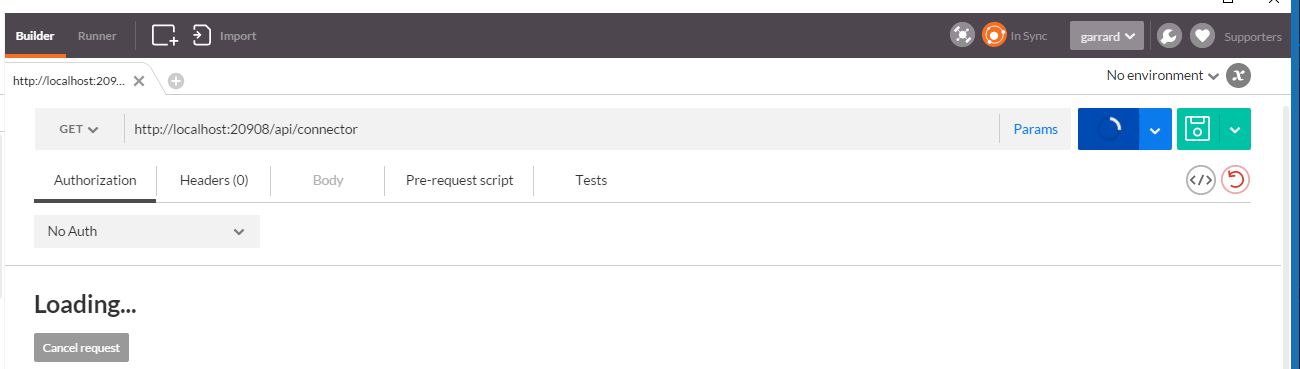 Builder Runner Import In Sync garrard Supporters
http://localhost:209... No environment x
GET http://localhost:20908/api/connector Params
Authorization Headers (0) Body Pre-request script Tests </>
No Auth
Loading...
Cancel request